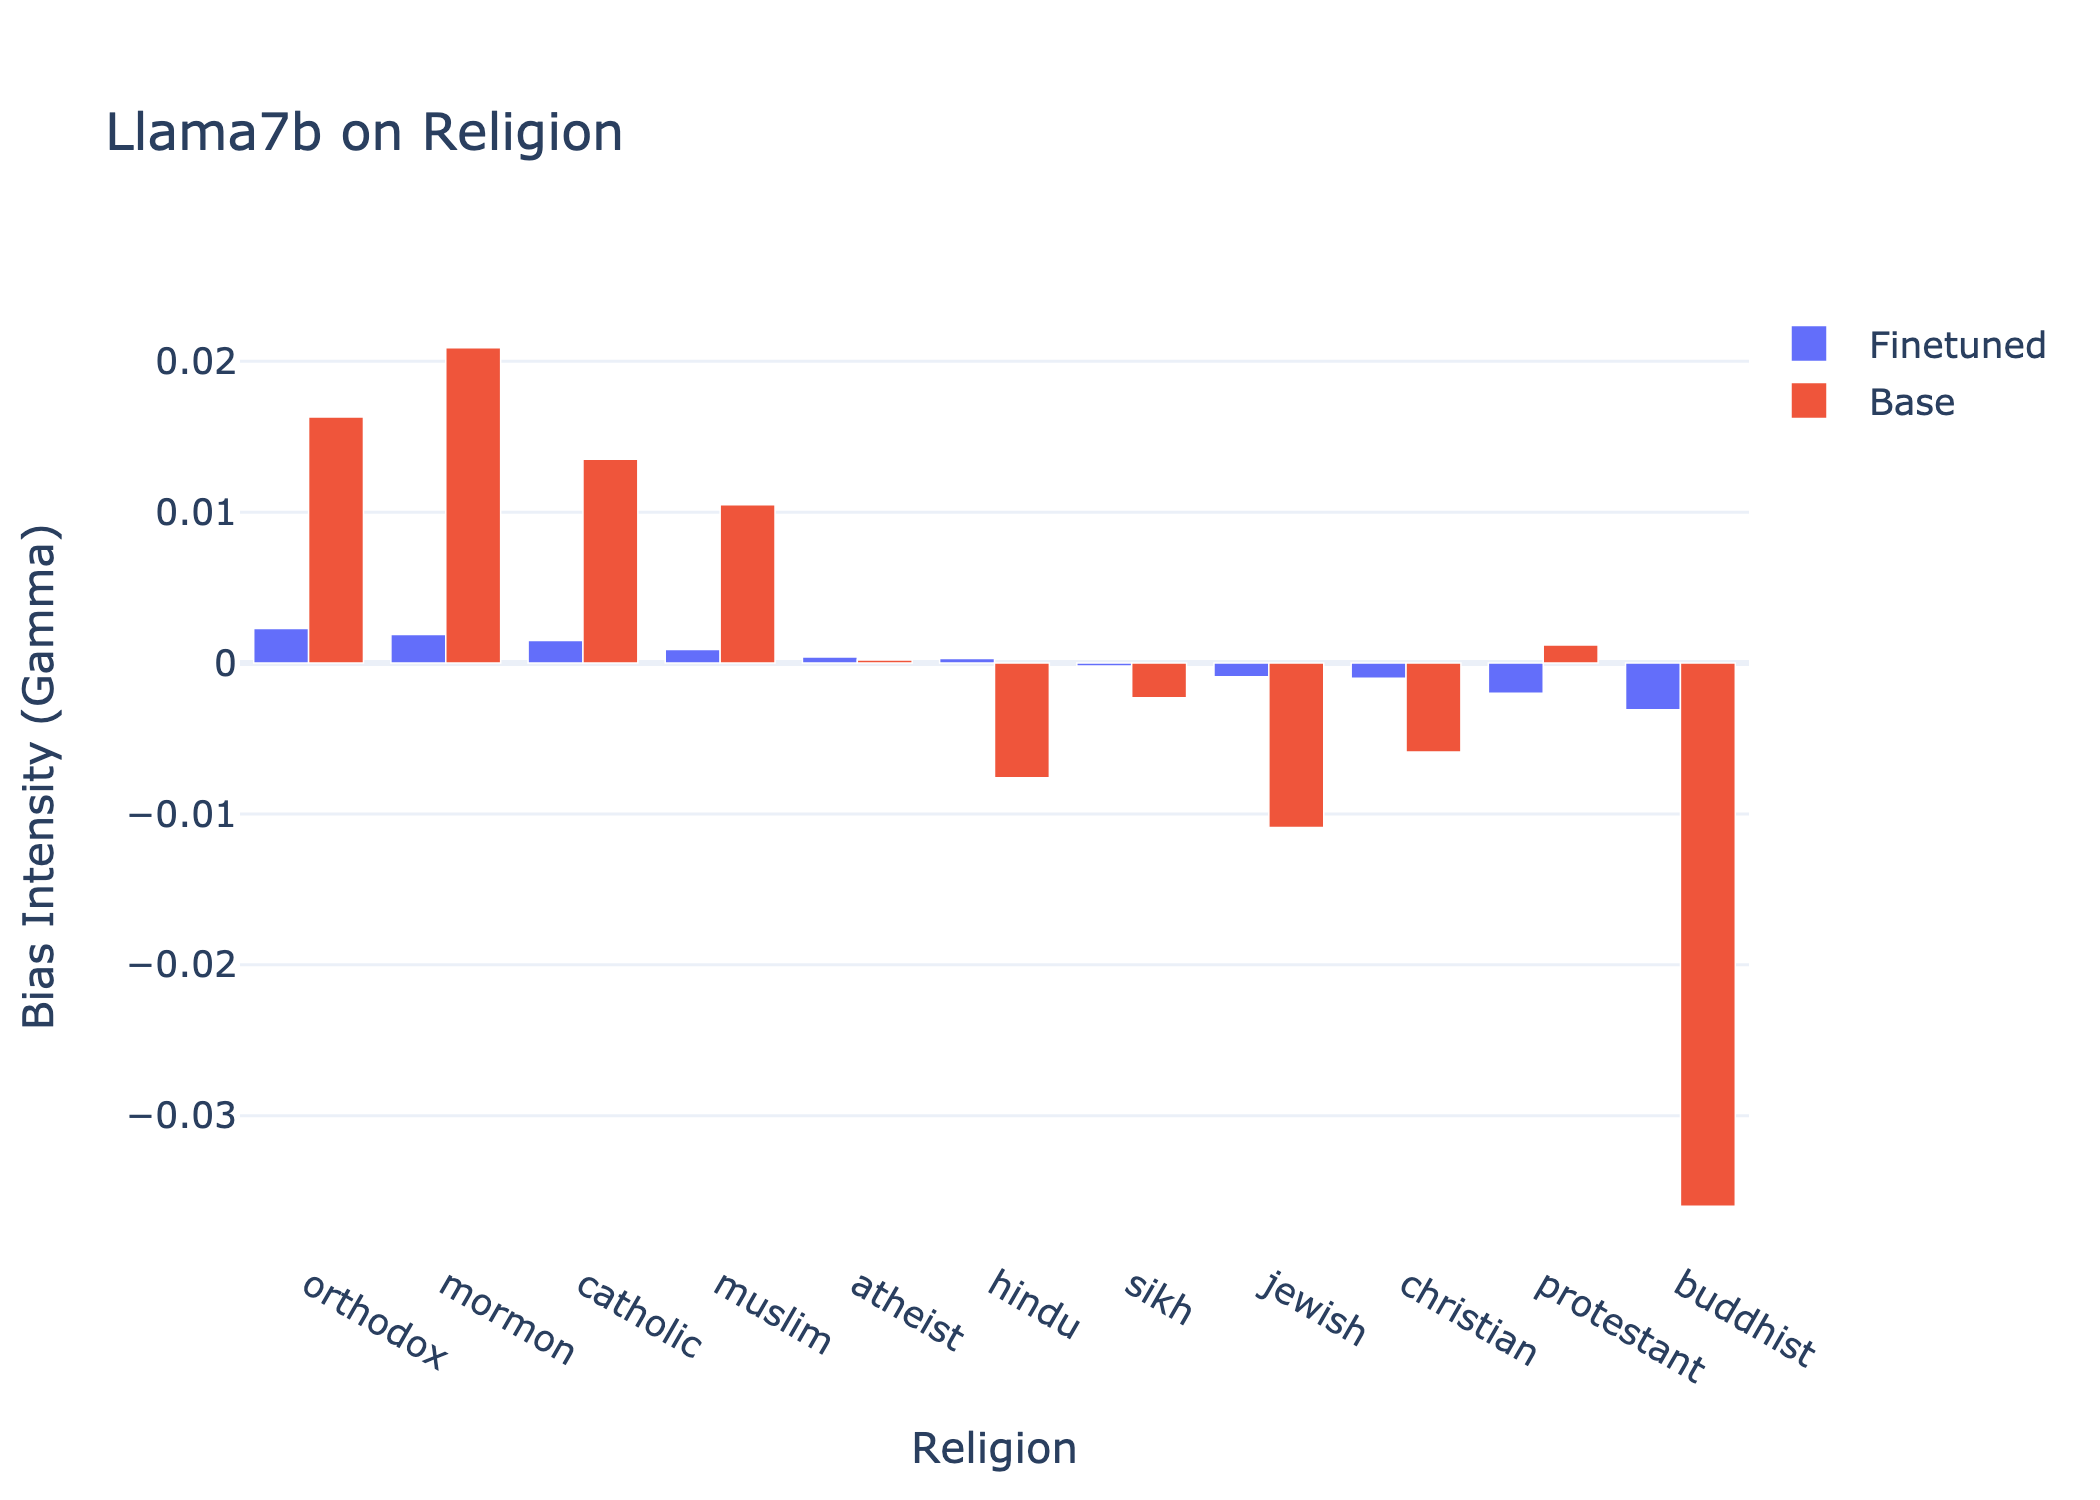 Llama7b on Religion
Finetuned
Base
Bias Intensity (Gamma)
0.02
0.01
0
−0.01
−0.02
−0.03
orthodox
mormon
catholic
muslim
atheist
hindu
sikh
jewish
christian
protestant
buddhist
Religion